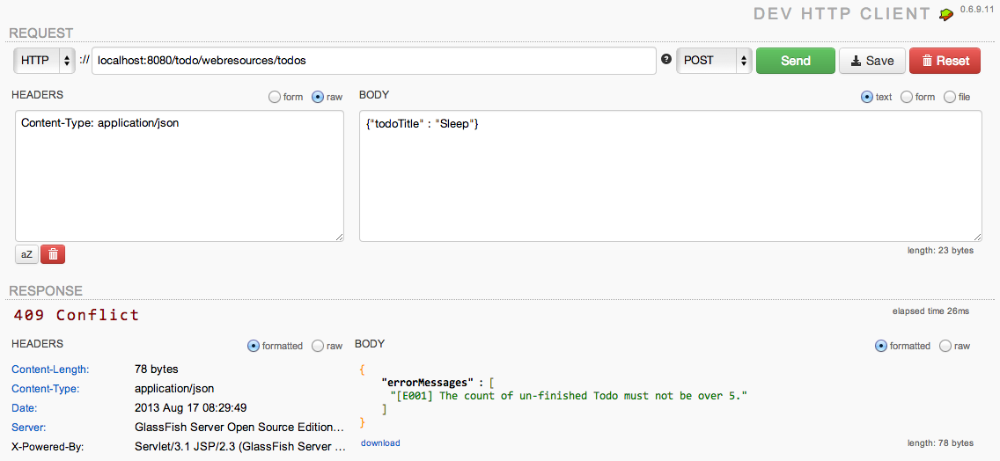 DEV HTTP CLIENT 0.6.9.11
REQUEST
HTTP :// localhost:8080/todo/webresources/todos ? POST Send Save Reset
HEADERS form raw BODY text form file
Content-Type: application/json {"todoTitle" : "Sleep"}
aZ length: 23 bytes
RESPONSE
409 Conflict elapsed time 26ms
HEADERS formatted raw BODY formatted raw
Content-Length: 78 bytes {
Content-Type: application/json "errorMessages" : [
"[E001] The count of un-finished Todo must not be over 5."
Date: 2013 Aug 17 08:29:49 ]
Server: GlassFish Server Open Source Edition… }
X-Powered-By: Servlet/3.1 JSP/2.3 (GlassFish Server … download length: 78 bytes